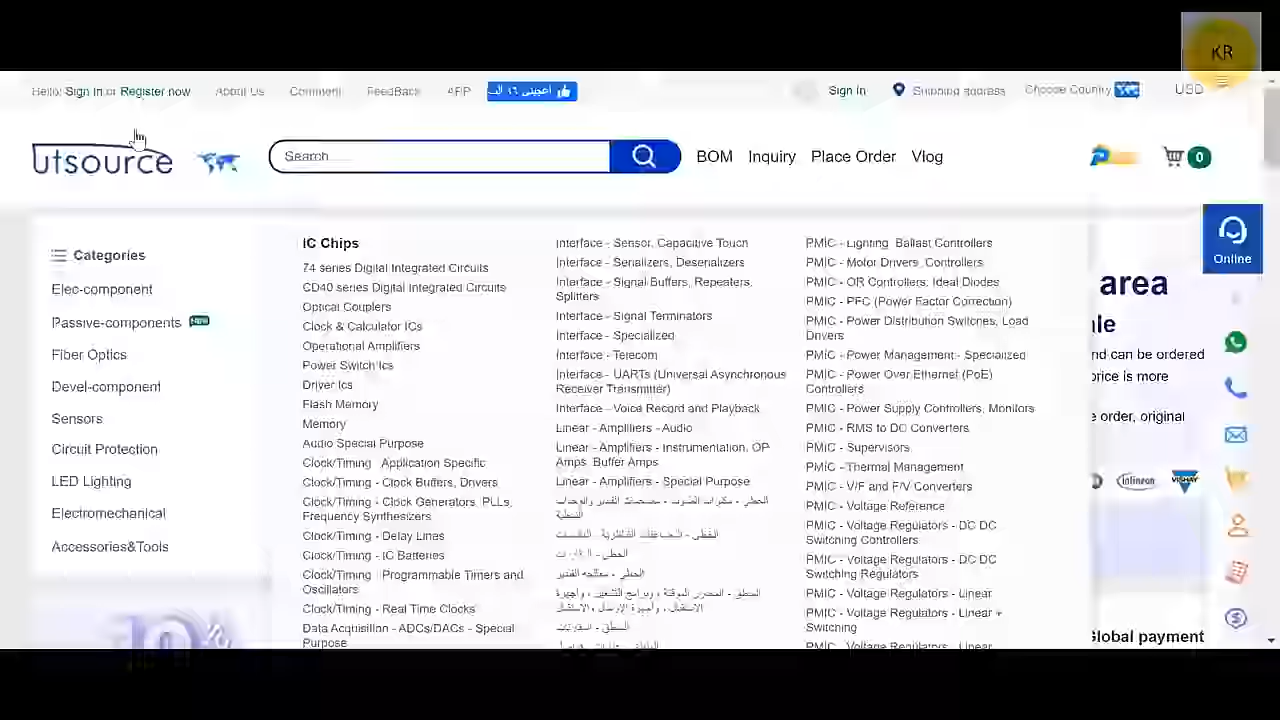 KR
Hello! Sign In or Register now
About Us
Comment
FeedBack
APP
Sign In
Shipping address
Choose Country
USD
utsource
Search......
BOM
Inquiry
Place Order
Vlog
0
Online
Categories
Elec-component
Passive-components NEW
Fiber Optics
Devel-component
Sensors
Circuit Protection
LED Lighting
Electromechanical
Accessories&Tools
IC Chips
74 series Digital Integrated Circuits
CD40 series Digital Integrated Circuits
Optical Couplers
Clock & Calculator ICs
Operational Amplifiers
Power Switch Ics
Driver Ics
Flash Memory
Memory
Audio Special Purpose
Clock/Timing - Application Specific
Clock/Timing - Clock Buffers, Drivers
Clock/Timing - Clock Generators, PLLs,
Frequency Synthesizers
Clock/Timing - Delay Lines
Clock/Timing - IC Batteries
Clock/Timing - Programmable Timers and
Oscillators
Clock/Timing - Real Time Clocks
Data Acquisition - ADCs/DACs - Special
Purpose
Interface - Sensor, Capacitive Touch
Interface - Serializers, Deserializers
Interface - Signal Buffers, Repeaters,
Splitters
Interface - Signal Terminators
Interface - Specialized
Interface - Telecom
Interface - UARTs (Universal Asynchronous
Receiver Transmitter)
Interface - Voice Record and Playback
Linear - Amplifiers - Audio
Linear - Amplifiers - Instrumentation, OP
Amps, Buffer Amps
Linear - Amplifiers - Special Purpose
PMIC - Lighting, Ballast Controllers
PMIC - Motor Drivers, Controllers
PMIC - OR Controllers, Ideal Diodes
PMIC - PFC (Power Factor Correction)
PMIC - Power Distribution Switches, Load
Drivers
PMIC - Power Management - Specialized
PMIC - Power Over Ethernet (PoE)
Controllers
PMIC - Power Supply Controllers, Monitors
PMIC - RMS to DC Converters
PMIC - Supervisors
PMIC - Thermal Management
PMIC - V/F and F/V Converters
PMIC - Voltage Reference
PMIC - Voltage Regulators - DC DC
Switching Controllers
PMIC - Voltage Regulators - DC DC
Switching Regulators
PMIC - Voltage Regulators - Linear
PMIC - Voltage Regulators - Linear +
Switching
PMIC - Voltage Regulators - Linear
area
ale
nd can be ordered
price is more
e order, original
Infineon
VISHAY
Global payment